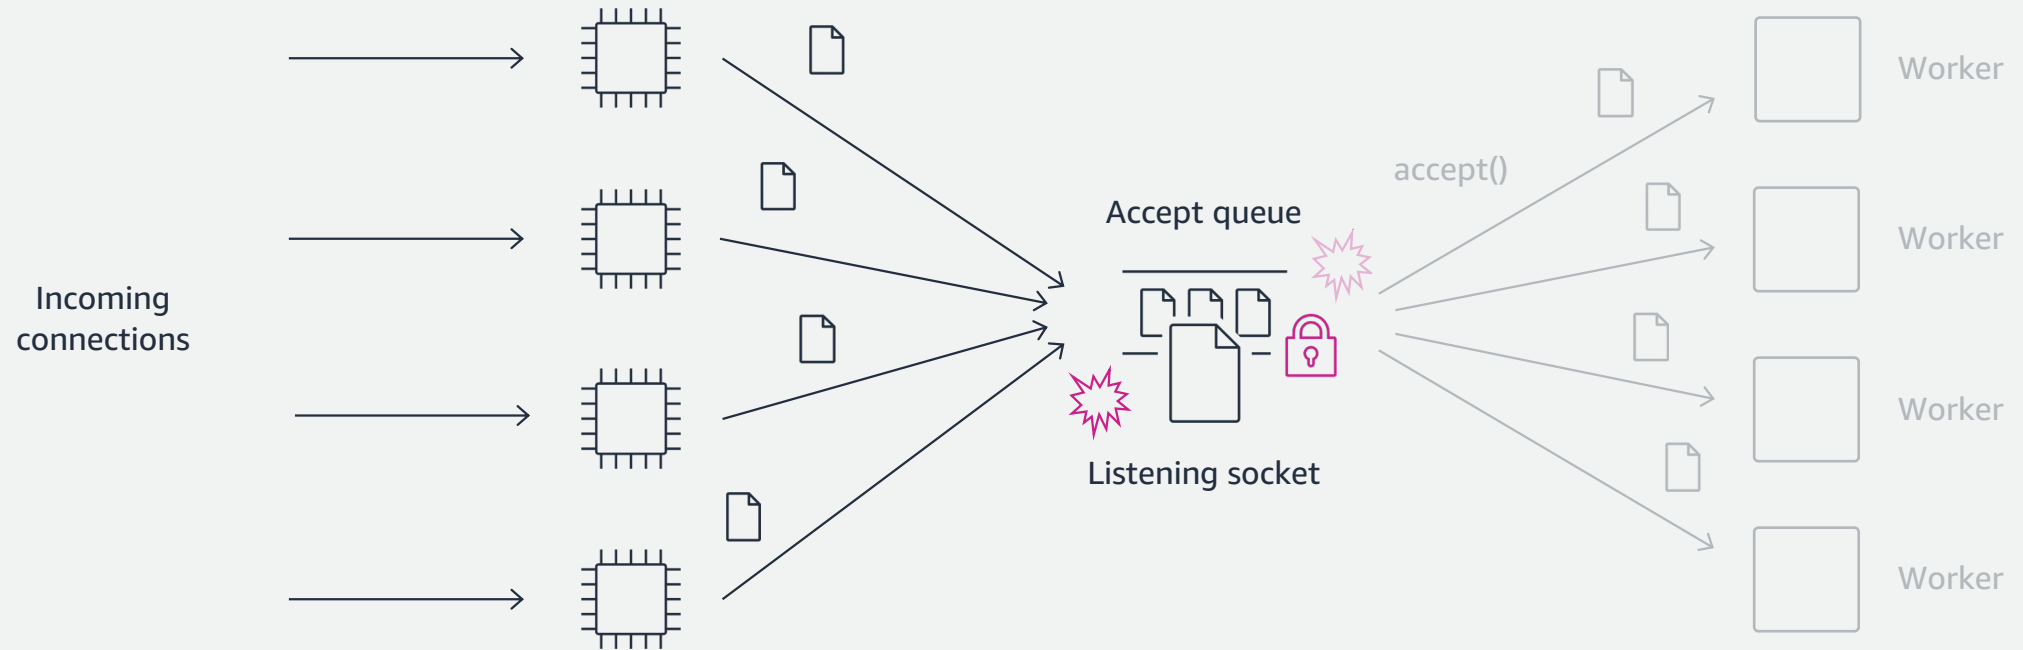 Incoming
connections
Accept queue
Listening socket
accept()
Worker
Worker
Worker
Worker